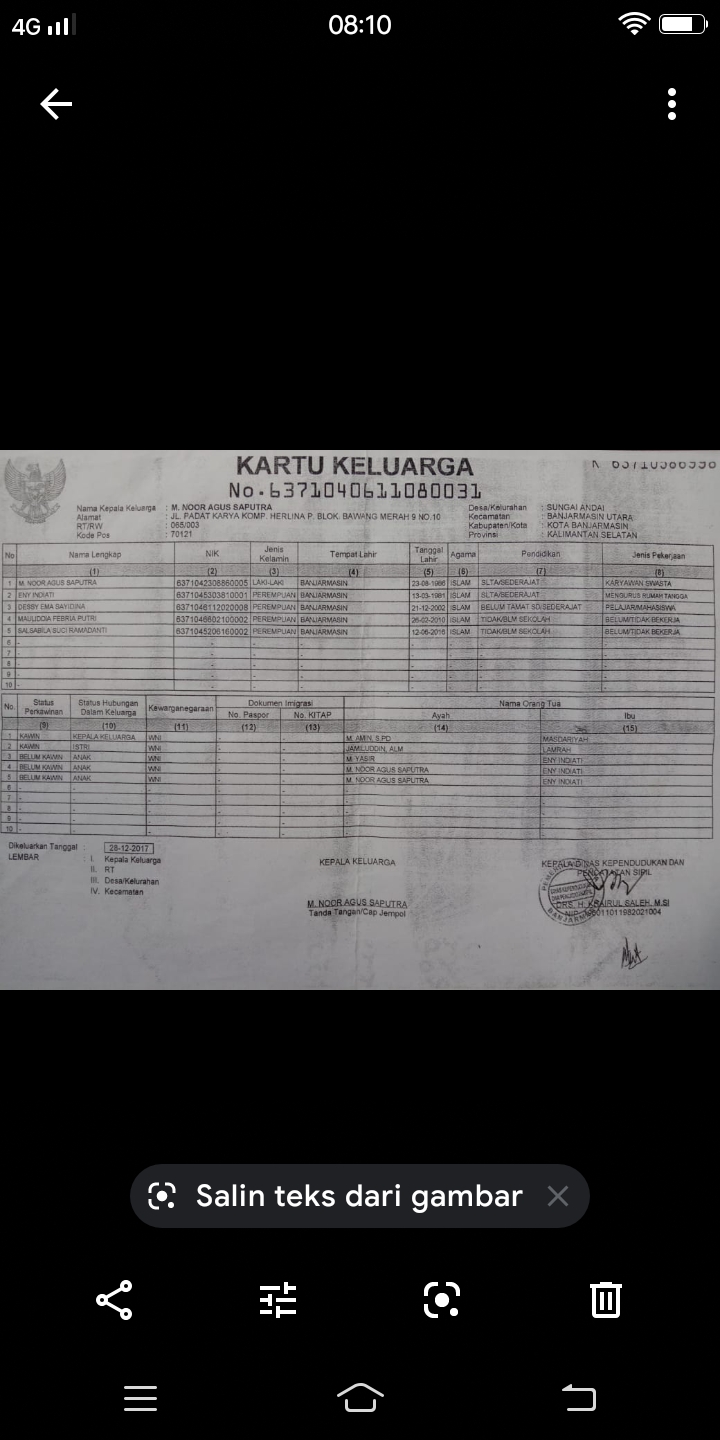 4G 08:10
KARTU KELUARGA
No.6371040611080031
Nama Kepala Keluarga : M. NOOR AGUS SAPUTRA
Alamat : JL. PADAT KARYA KOMP. HERLINA P. BLOK. BAWANG MERAH 9 NO.10
RT/RW : 065/003
Kode Pos : 70121
Desa/Kelurahan : SUNGAI ANDAI
Kecamatan : BANJARMASIN UTARA
Kabupaten/Kota : KOTA BANJARMASIN
Provinsi : KALIMANTAN SELATAN
No Nama Lengkap NIK Jenis Kelamin Tempat Lahir Tanggal Lahir Agama Pendidikan Jenis Pekerjaan
(1) (2) (3) (4) (5) (6) (7) (8)
1 M. NOOR AGUS SAPUTRA 6371042308860005 LAKI-LAKI BANJARMASIN 23-08-1986 ISLAM SLTA/SEDERAJAT KARYAWAN SWASTA
2 ENY INDIATI 6371045303810001 PEREMPUAN BANJARMASIN 13-03-1981 ISLAM SLTA/SEDERAJAT MENGURUS RUMAH TANGGA
3 DESBY EMA SAYIDINA 6371046112020008 PEREMPUAN BANJARMASIN 21-12-2002 ISLAM BELUM TAMAT SD/SEDERAJAT PELAJAR/MAHASISWA
4 MAULIDDIA FEBRIA PUTRI 6371046602100002 PEREMPUAN BANJARMASIN 26-02-2010 ISLAM TIDAK/BLM SEKOLAH BELUM/TIDAK BEKERJA
5 SALSABILA SUCI RAMADANTI 6371045206160002 PEREMPUAN BANJARMASIN 12-06-2016 ISLAM TIDAK/BLM SEKOLAH BELUM/TIDAK BEKERJA
6 - - - - - - - -
7 - - - - - - - -
8 - - - - - - - -
9 - - - - - - - -
10 - - - - - - - -
No. Status Perkawinan Status Hubungan Dalam Keluarga Kewarganegaraan Dokumen Imigrasi Nama Orang Tua
No. Paspor No. KITAP Ayah Ibu
(9) (10) (11) (12) (13) (14) (15)
1 KAWIN KEPALA KELUARGA WNI - - M. AMIN, S.PD MASDARIYAH
2 KAWIN ISTRI WNI - - JAMILUDDIN, ALM LAMRAH
3 BELUM KAWIN ANAK WNI - - M. YASIR ENY INDIATI
4 BELUM KAWIN ANAK WNI - - M. NOOR AGUS SAPUTRA ENY INDIATI
5 BELUM KAWIN ANAK WNI - - M. NOOR AGUS SAPUTRA ENY INDIATI
6 - - - - - - -
7 - - - - - - -
8 - - - - - - -
9 - - - - - - -
10 - - - - - - -
Dikeluarkan Tanggal : 28-12-2017
LEMBAR : I. Kepala Keluarga
II. RT
III. Desa/Kelurahan
IV. Kecamatan
KEPALA KELUARGA
M. NOOR AGUS SAPUTRA
Tanda Tangan/Cap Jempol
KEPALA DINAS KEPENDUDUKAN DAN
PENCATATAN SIPIL
DRS. H. KHAIRUL SALEH, M.SI
Salin teks dari gambar